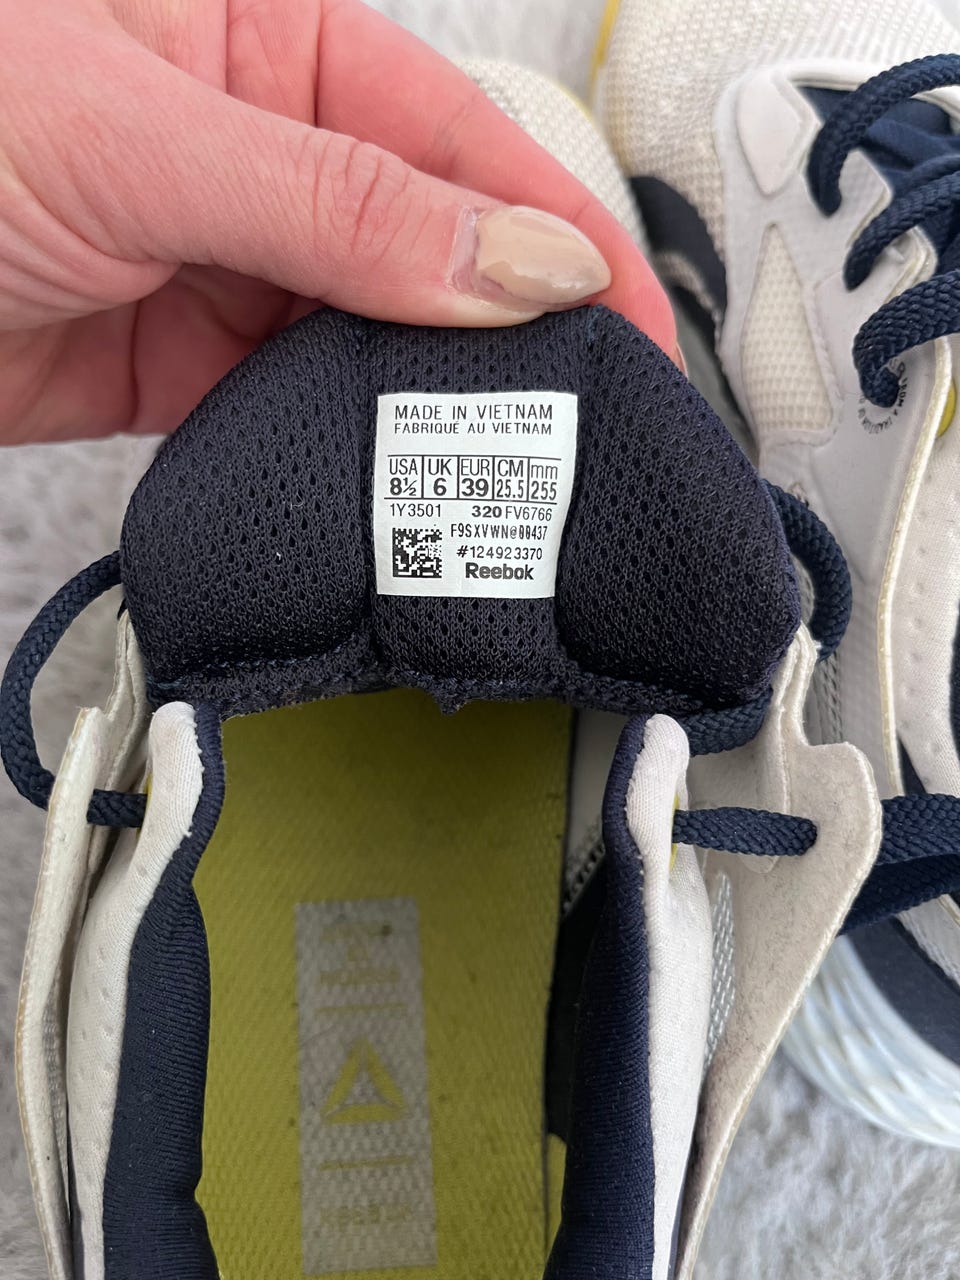 MADE IN VIETNAM
FABRIQUÉ AU VIETNAM
USA UK EUR CM mm
8½ 6 39 25.5 255
1Y3501 320 FV6766
F9SXVWN@00437
#124923370
Reebok